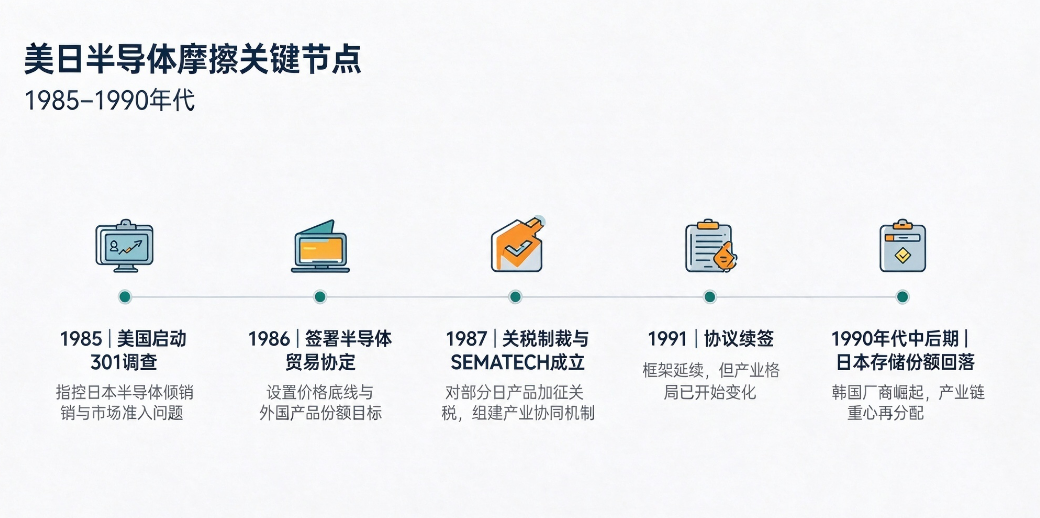 美日半导体摩擦关键节点
1985–1990年代
1985｜美国启动
301调查
指控日本半导体倾销
销与市场准入问题
1986｜签署半导体
贸易协定
设置价格底线与
外国产品份额目标
1987｜关税制裁与
SEMATECH成立
对部分日产品加征关
税，组建产业协同机制
1991｜协议续签
框架延续，但产业格
局已开始变化
1990年代中后期｜
日本存储份额回落
韩国厂商崛起，产业链
重心再分配